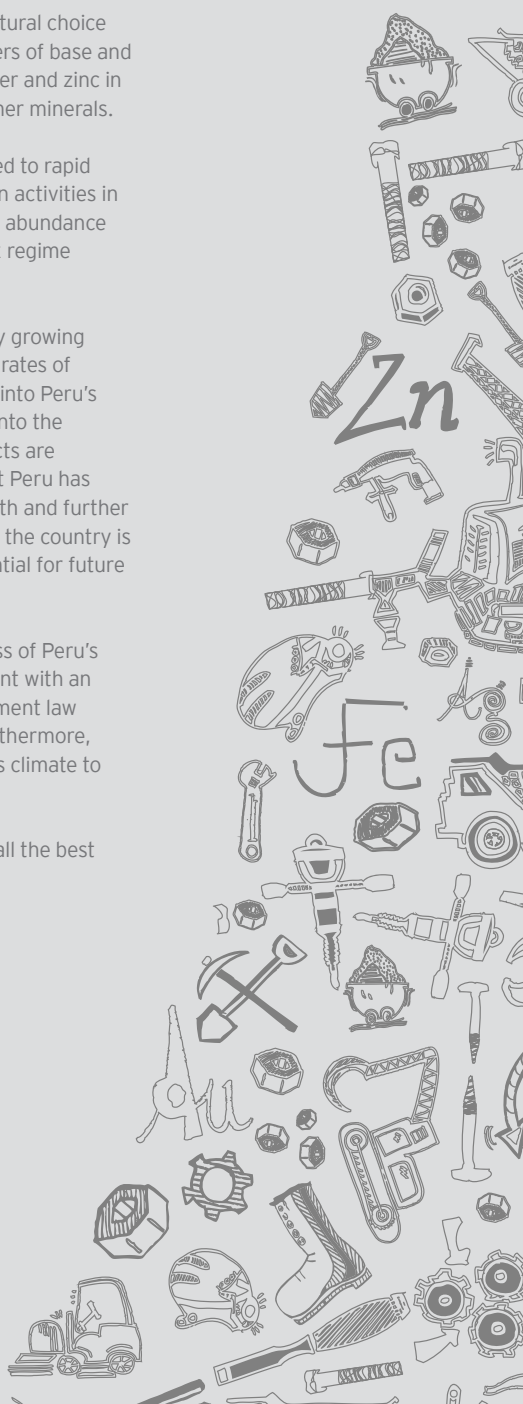 tural choice
ers of base and
er and zinc in
ner minerals.
ed to rapid
n activities in
abundance
regime
y growing
rates of
into Peru's
nto the
cts are
t Peru has
th and further
the country is
tial for future
ss of Peru's
nt with an
ment law
thermore,
s climate to
all the best
Zn
Ag
Fe
Au